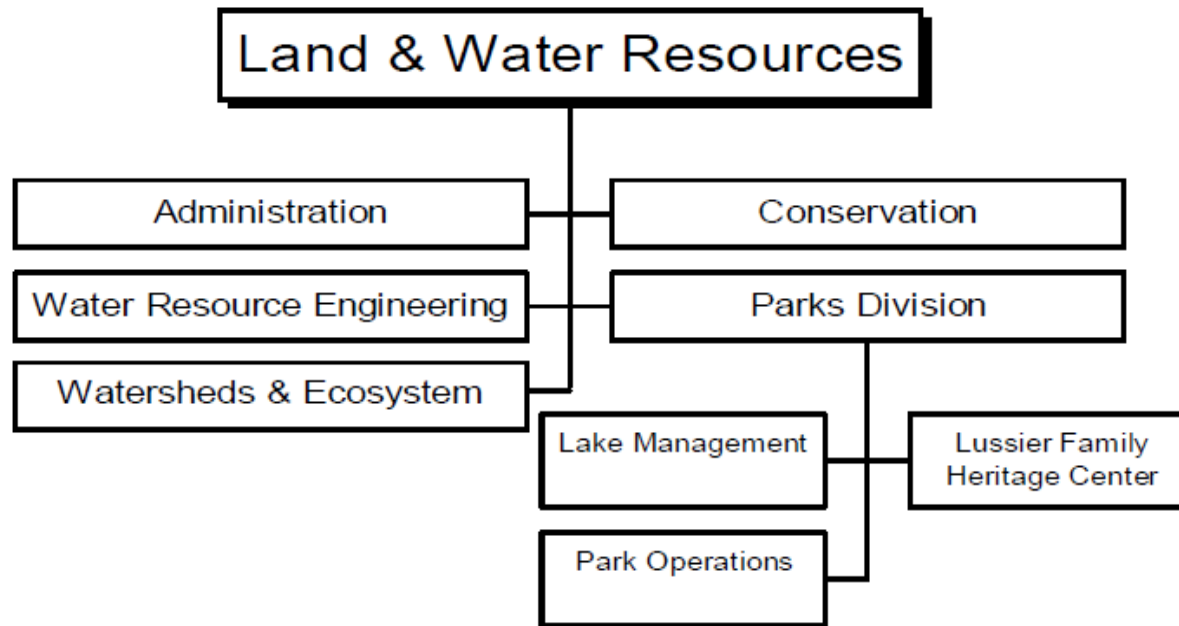 Land & Water Resources
Administration
Conservation
Water Resource Engineering
Parks Division
Watersheds & Ecosystem
Lake Management
Lussier Family
Heritage Center
Park Operations